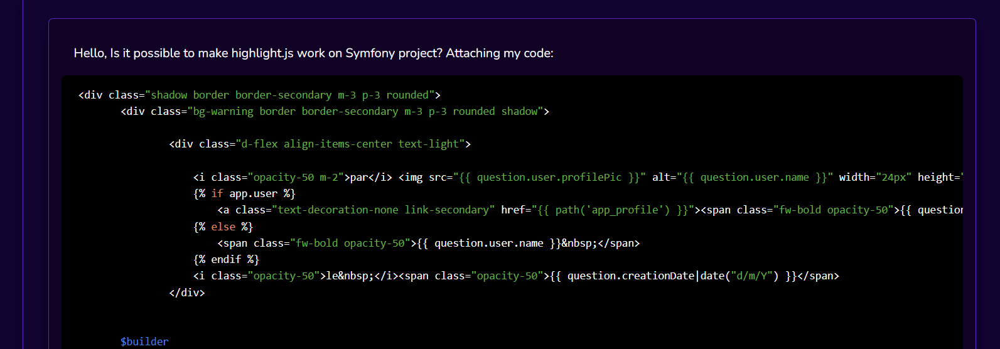 Hello, Is it possible to make highlight.js work on Symfony project? Attaching my code:
<div class="shadow border border-secondary m-3 p-3 rounded">
<div class="bg-warning border border-secondary m-3 p-3 rounded shadow">
<div class="d-flex align-items-center text-light">
<i class="opacity-50 m-2">par</i> <img src="{{ question.user.profilePic }}" alt="{{ question.user.name }}" width="24px" height="
{% if app.user %}
<a class="text-decoration-none link-secondary" href="{{ path('app_profile') }}"><span class="fw-bold opacity-50">{{ question
{% else %}
<span class="fw-bold opacity-50">{{ question.user.name }}&nbsp;</span>
{% endif %}
<i class="opacity-50">le&nbsp;</i><span class="opacity-50">{{ question.creationDate|date("d/m/Y") }}</span>
</div>
$builder